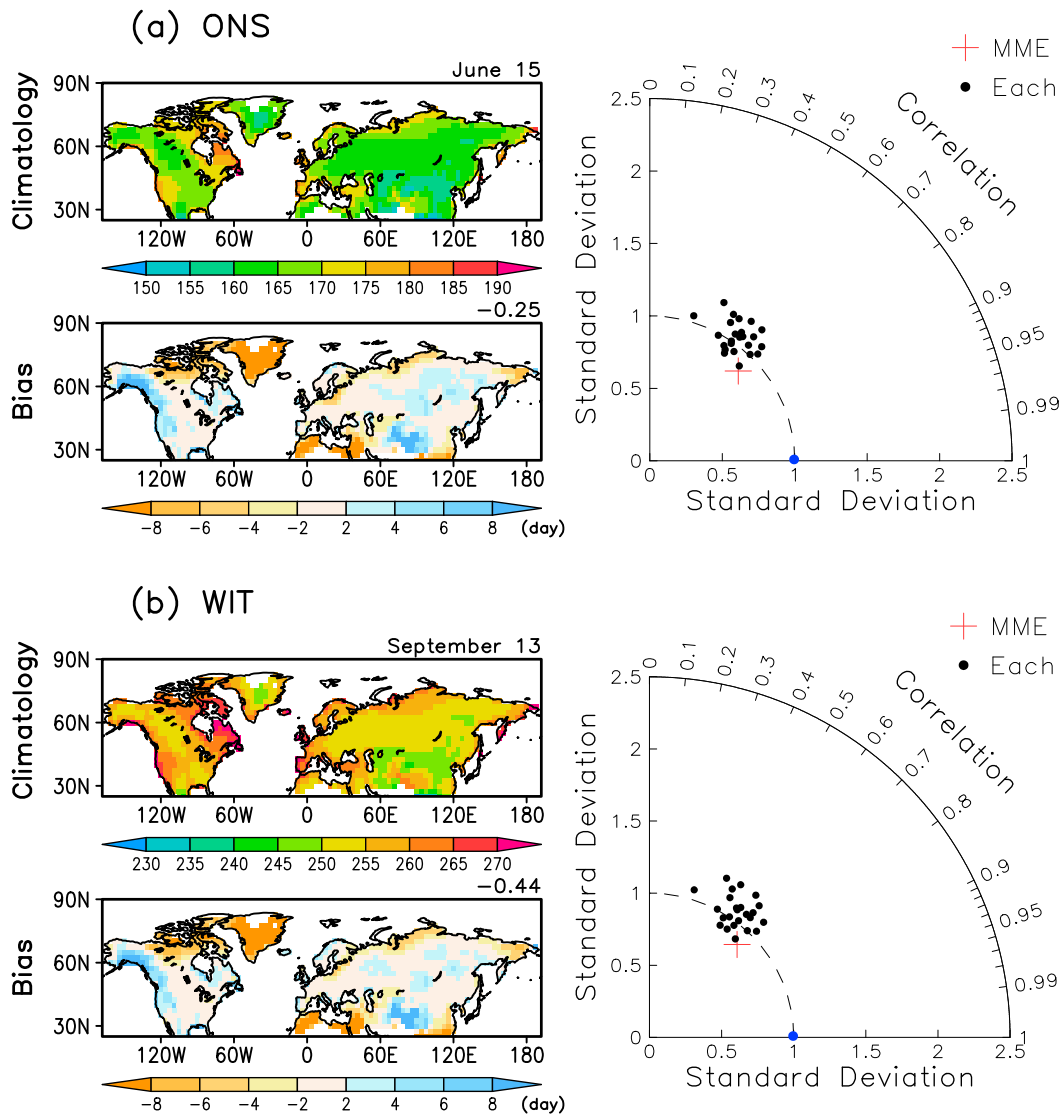 (a) ONS
June 15
Climatology
90N
60N
30N
120W 60W 0 60E 120E 180
150 155 160 165 170 175 180 185 190
-0.25
Bias
90N
60N
30N
120W 60W 0 60E 120E 180
-8 -6 -4 -2 2 4 6 8 (day)
MME
Each
Correlation
0 0.1 0.2 0.3 0.4 0.5 0.6 0.7 0.8 0.9 0.95 0.99 1
Standard Deviation
2.5
2
1.5
1
0.5
0
0 0.5 1 1.5 2 2.5
Standard Deviation
(b) WIT
September 13
Climatology
90N
60N
30N
120W 60W 0 60E 120E 180
230 235 240 245 250 255 260 265 270
-0.44
Bias
90N
60N
30N
120W 60W 0 60E 120E 180
-8 -6 -4 -2 2 4 6 8 (day)
MME
Each
Correlation
0 0.1 0.2 0.3 0.4 0.5 0.6 0.7 0.8 0.9 0.95 0.99 1
Standard Deviation
2.5
2
1.5
1
0.5
0
0 0.5 1 1.5 2 2.5
Standard Deviation